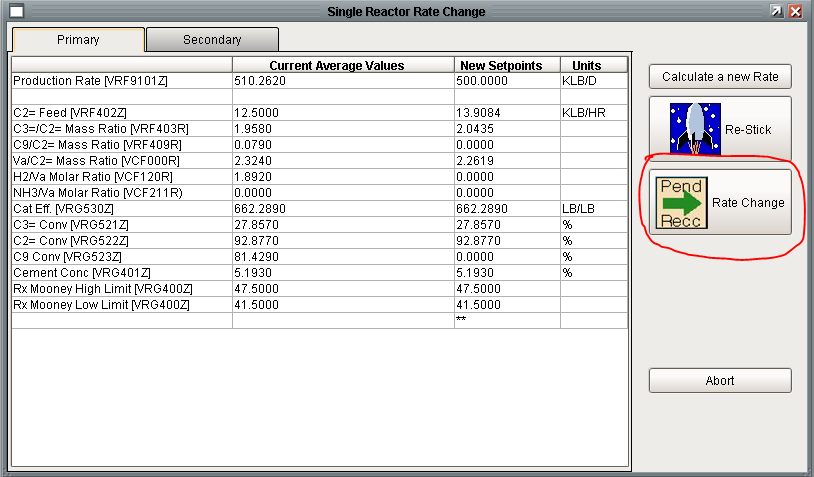 Single Reactor Rate Change
Primary Secondary
Current Average Values New Setpoints Units
Production Rate [VRF9101Z] 510.2620 500.0000 KLB/D
C2= Feed [VRF402Z] 12.5000 13.9084 KLB/HR
C3=/C2= Mass Ratio [VRF403R] 1.9580 2.0435
C9/C2= Mass Ratio [VRF409R] 0.0790 0.0000
Va/C2= Mass Ratio [VCF000R] 2.3240 2.2619
H2/Va Molar Ratio [VCF120R] 1.8920 0.0000
NH3/Va Molar Ratio [VCF211R) 0.0000 0.0000
Cat Eff. [VRG530Z] 662.2890 662.2890 LB/LB
C3= Conv [VRG521Z] 27.8570 27.8570 %
C2= Conv [VRG522Z] 92.8770 92.8770 %
C9 Conv [VRG523Z] 81.4290 0.0000 %
Cement Conc [VRG401Z] 5.1930 5.1930 %
Rx Mooney High Limit [VRG400Z] 47.5000 47.5000
Rx Mooney Low Limit [VRG400Z] 41.5000 41.5000
**
Calculate a new Rate
Re-Stick
Pend
Recc
Rate Change
Abort